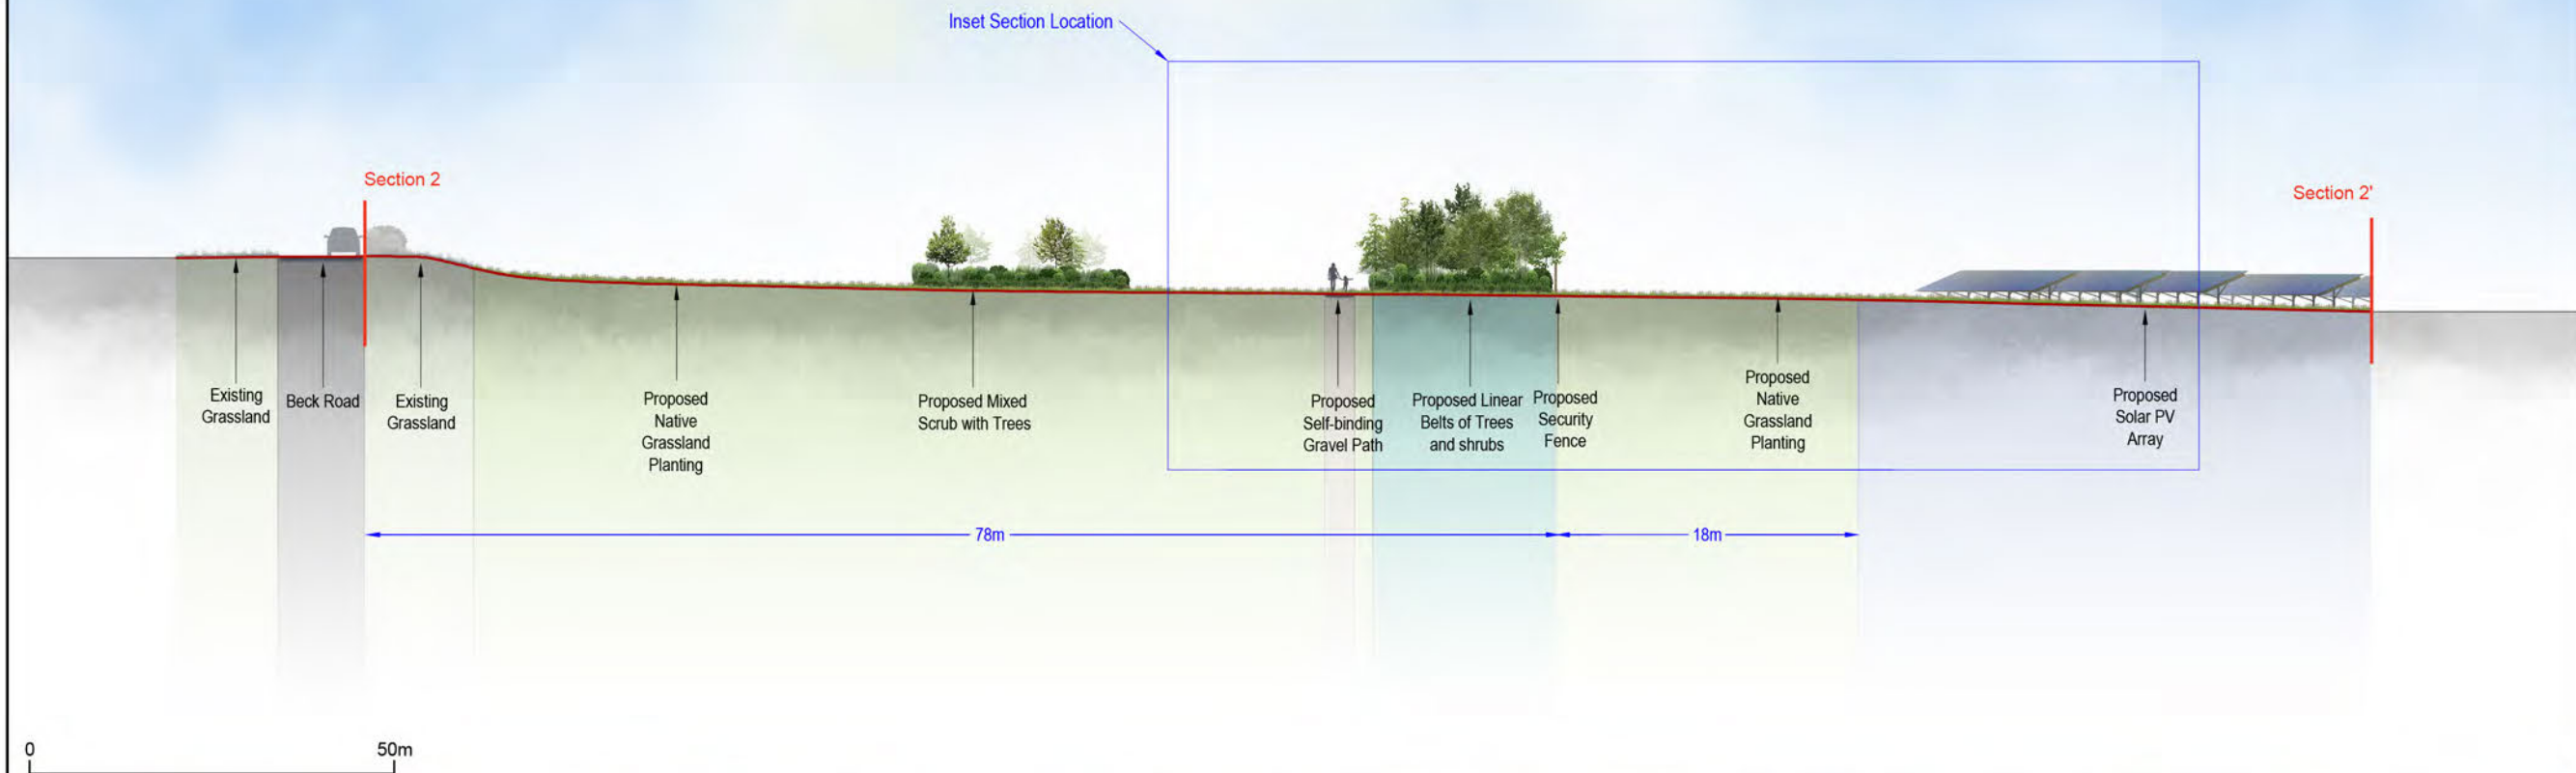 Inset Section Location
Section 2
Section 2'
Existing
Grassland
Beck Road
Existing
Grassland
Proposed
Native
Grassland
Planting
Proposed Mixed
Scrub with Trees
Proposed
Self-binding
Gravel Path
Proposed Linear
Belts of Trees
and shrubs
Proposed
Security
Fence
Proposed
Native
Grassland
Planting
Proposed
Solar PV
Array
78m
18m
0
50m